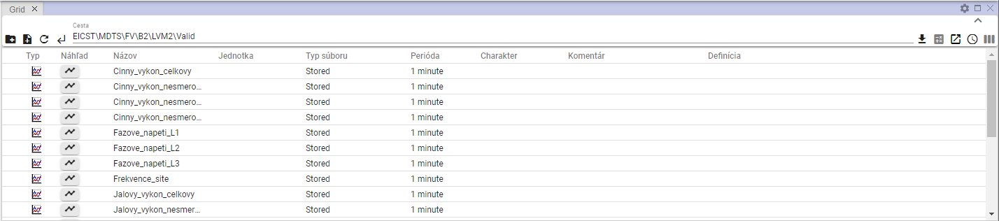 Grid
Cesta
EICST\MDTS\FV\B2\LVM2\Valid
Typ Náhľad Názov Jednotka Typ súboru Perióda Charakter Komentár Definícia
Cinny_vykon_celkovy Stored 1 minute
Cinny_vykon_nesmero... Stored 1 minute
Cinny_vykon_nesmero... Stored 1 minute
Cinny_vykon_nesmero... Stored 1 minute
Fazove_napeti_L1 Stored 1 minute
Fazove_napeti_L2 Stored 1 minute
Fazove_napeti_L3 Stored 1 minute
Frekvence_site Stored 1 minute
Jalovy_vykon_celkovy Stored 1 minute
Jalovy_vykon_nesmer... Stored 1 minute